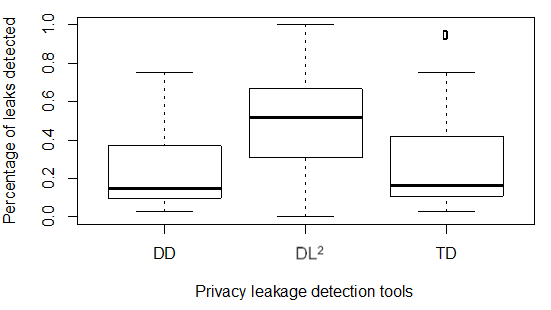 Percentage of leaks detected
1.0
0.8
0.6
0.4
0.2
0.0
DD DL² TD
Privacy leakage detection tools